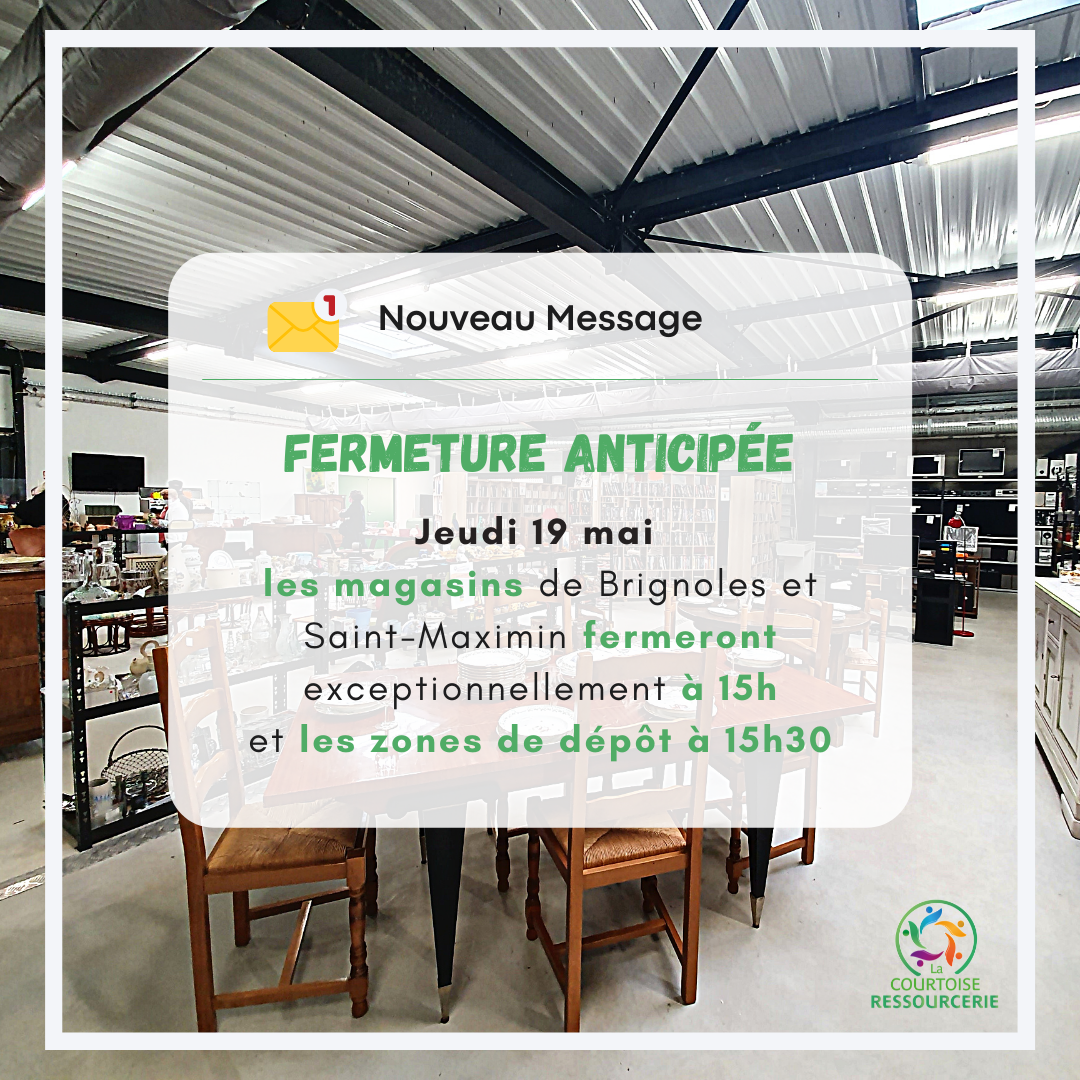 1
Nouveau Message
FERMETURE ANTICIPÉE
Jeudi 19 mai
les magasins de Brignoles et
Saint-Maximin fermeront
exceptionnellement à 15h
et les zones de dépôt à 15h30
La
COURTOISE
RESSOURCERIE